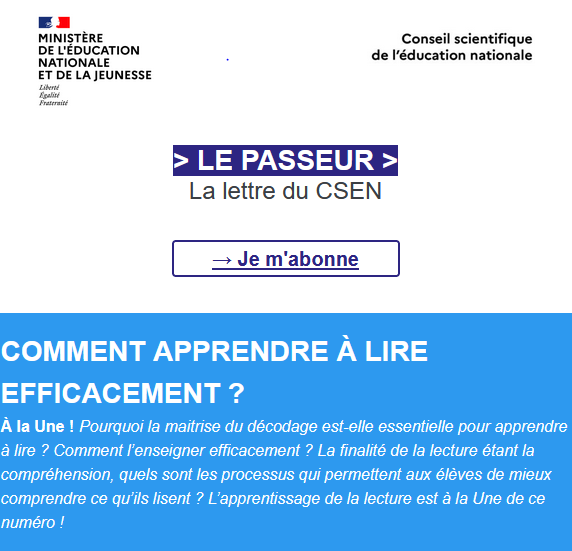 MINISTÈRE
DE L'ÉDUCATION
NATIONALE
ET DE LA JEUNESSE
Liberté
Égalité
Fraternité
Conseil scientifique
de l'éducation nationale
> LE PASSEUR >
La lettre du CSEN
→ Je m'abonne
COMMENT APPRENDRE À LIRE
EFFICACEMENT ?
À la Une ! Pourquoi la maitrise du décodage est-elle essentielle pour apprendre
à lire ? Comment l’enseigner efficacement ? La finalité de la lecture étant la
compréhension, quels sont les processus qui permettent aux élèves de mieux
comprendre ce qu’ils lisent ? L’apprentissage de la lecture est à la Une de ce
numéro !